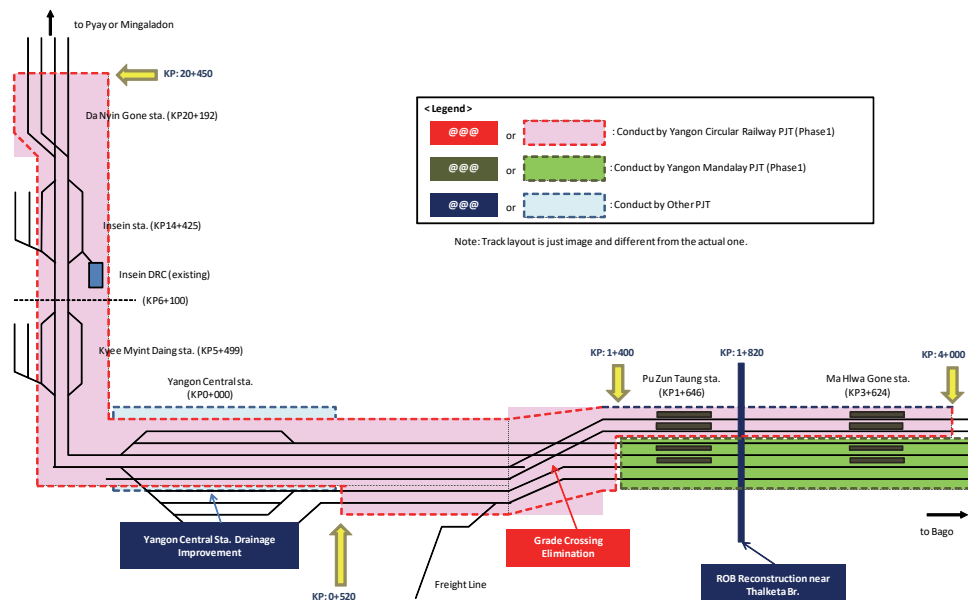 to Pyay or Mingaladon
KP: 20+450
Da Nyin Gone sta. (KP20+192)
< Legend >
@@@ or : Conduct by Yangon Circular Railway PJT (Phase1)
@@@ or : Conduct by Yangon Mandalay PJT (Phase1)
@@@ or : Conduct by Other PJT
Note: Track layout is just image and different from the actual one.
Insein sta. (KP14+425)
Insein DRC (existing)
(KP6+100)
Kyee Myint Daing sta. (KP5+499)
Yangon Central sta.
(KP0+000)
KP: 1+400
KP: 1+820
KP: 4+000
Pu Zun Taung sta.
(KP1+646)
Ma Hlwa Gone sta.
(KP3+624)
Yangon Central Sta. Drainage
Improvement
KP: 0+520
Freight Line
Grade Crossing
Elimination
ROB Reconstruction near
Thalketa Br.
to Bago